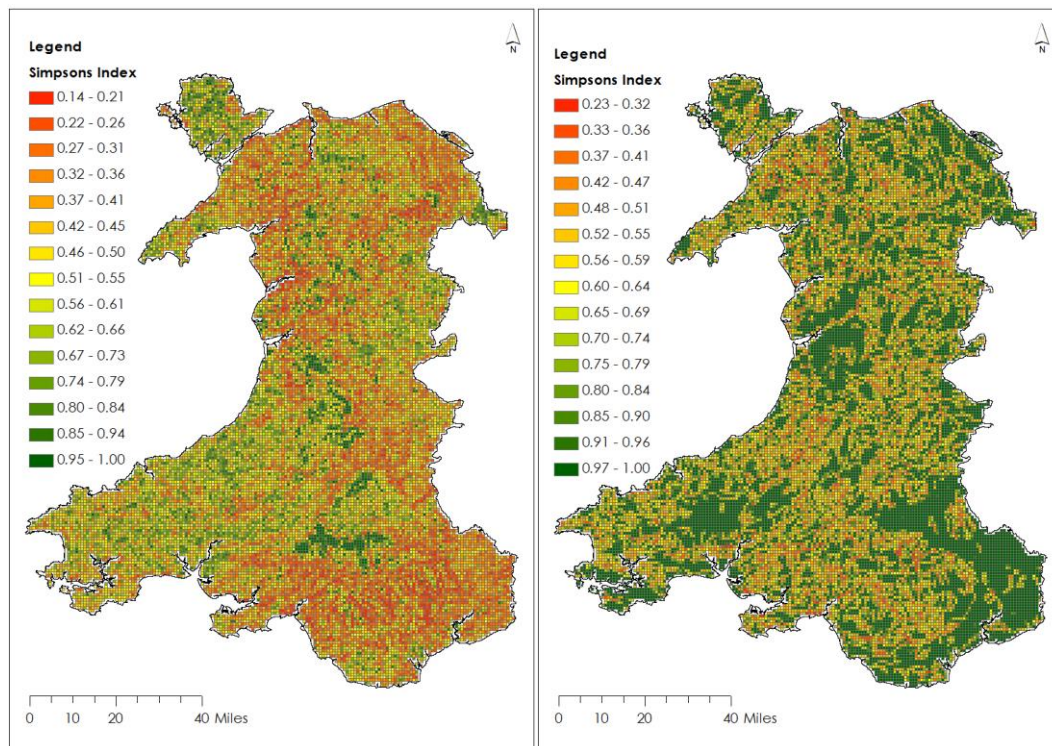 Legend
N
Simpsons Index
0.14 - 0.21
0.22 - 0.26
0.27 - 0.31
0.32 - 0.36
0.37 - 0.41
0.42 - 0.45
0.46 - 0.50
0.51 - 0.55
0.56 - 0.61
0.62 - 0.66
0.67 - 0.73
0.74 - 0.79
0.80 - 0.84
0.85 - 0.94
0.95 - 1.00
0 10 20 40 Miles
Legend
N
Simpsons Index
0.23 - 0.32
0.33 - 0.36
0.37 - 0.41
0.42 - 0.47
0.48 - 0.51
0.52 - 0.55
0.56 - 0.59
0.60 - 0.64
0.65 - 0.69
0.70 - 0.74
0.75 - 0.79
0.80 - 0.84
0.85 - 0.90
0.91 - 0.96
0.97 - 1.00
0 10 20 40 Miles